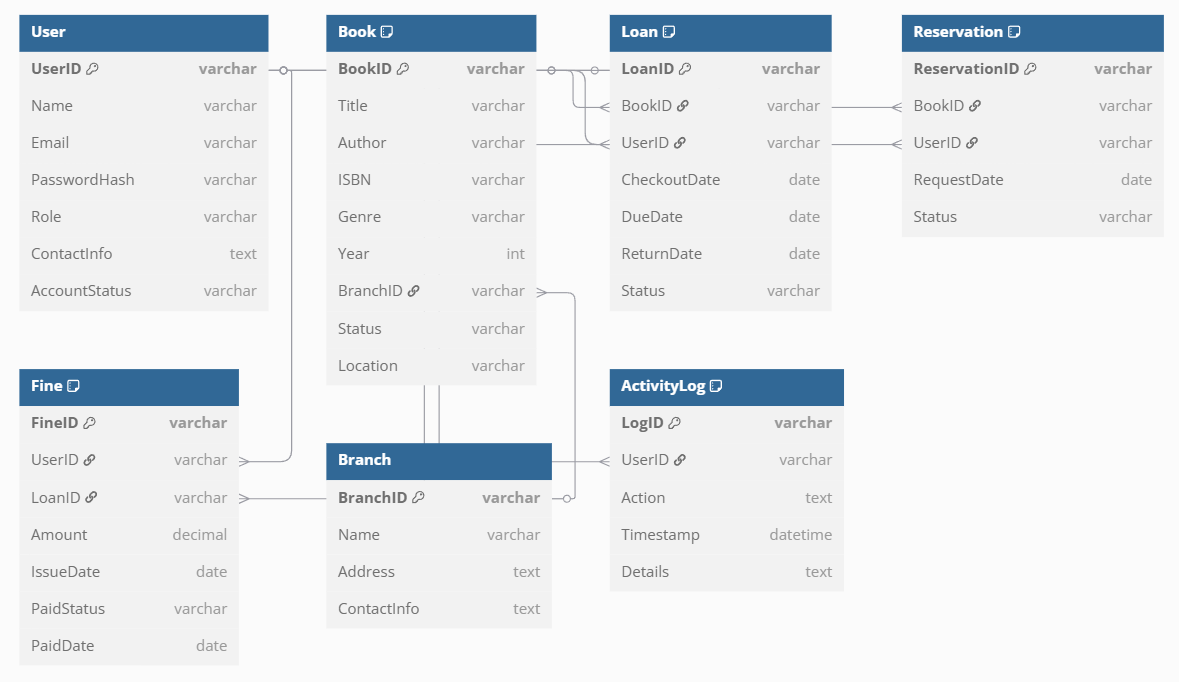 User
UserID varchar
Name varchar
Email varchar
PasswordHash varchar
Role varchar
ContactInfo text
AccountStatus varchar
Book
BookID varchar
Title varchar
Author varchar
ISBN varchar
Genre varchar
Year int
BranchID varchar
Status varchar
Location varchar
Loan
LoanID varchar
BookID varchar
UserID varchar
CheckoutDate date
DueDate date
ReturnDate date
Status varchar
Reservation
ReservationID varchar
BookID varchar
UserID varchar
RequestDate date
Status varchar
Fine
FineID varchar
UserID varchar
LoanID varchar
Amount decimal
IssueDate date
PaidStatus varchar
PaidDate date
Branch
BranchID varchar
Name varchar
Address text
ContactInfo text
ActivityLog
LogID varchar
UserID varchar
Action text
Timestamp datetime
Details text